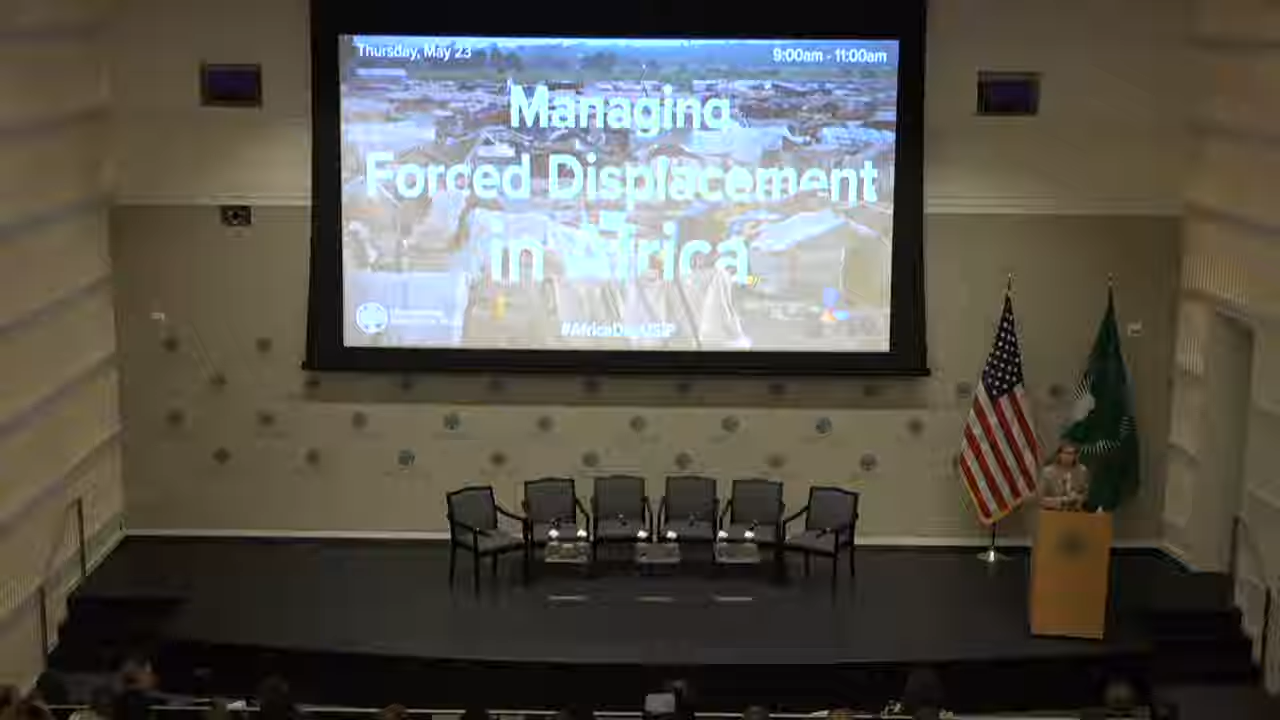 Thursday, May 23
9:00am - 11:00am
Managing
Forced Displacement
in Africa
#AfricaDayUSIP